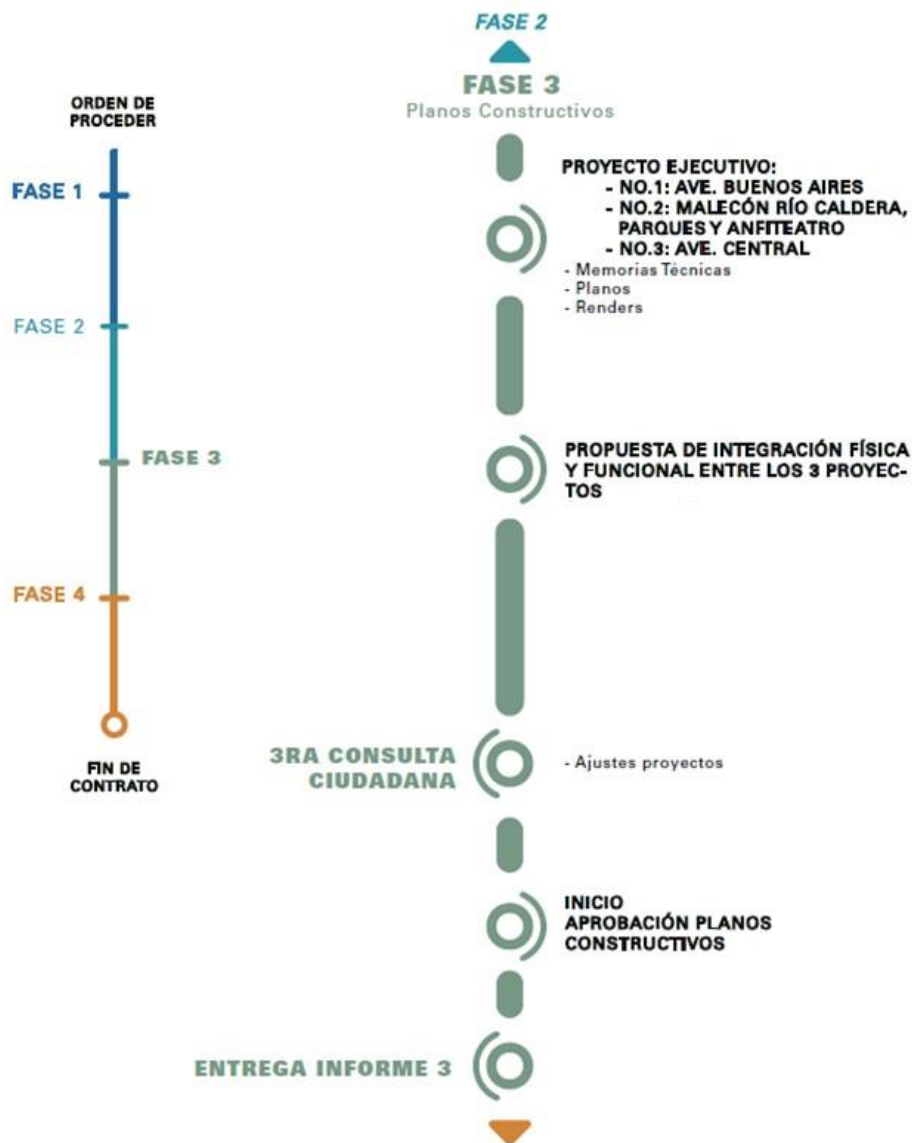 FASE 2
FASE 3
Planos Constructivos
ORDEN DE
PROCEDER
FASE 1
FASE 2
FASE 3
FASE 4
FIN DE
CONTRATO
PROYECTO EJECUTIVO:
- NO.1: AVE. BUENOS AIRES
- NO.2: MALECÓN RÍO CALDERA,
PARQUES Y ANFITEATRO
- NO.3: AVE. CENTRAL
- Memorias Técnicas
- Planos
- Renders
PROPUESTA DE INTEGRACIÓN FÍSICA
Y FUNCIONAL ENTRE LOS 3 PROYEC-
TOS
3RA CONSULTA
CIUDADANA
- Ajustes proyectos
INICIO
APROBACIÓN PLANOS
CONSTRUCTIVOS
ENTREGA INFORME 3